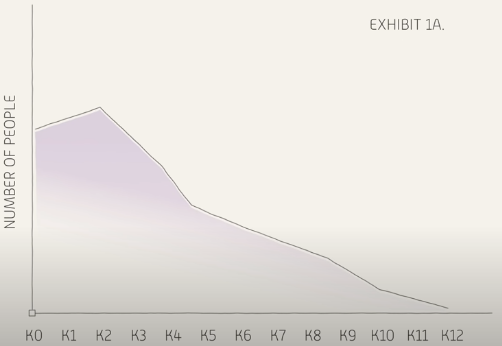 EXHIBIT 1A.
NUMBER OF PEOPLE
K0 K1 K2 K3 K4 K5 K6 K7 K8 K9 K10 K11 K12